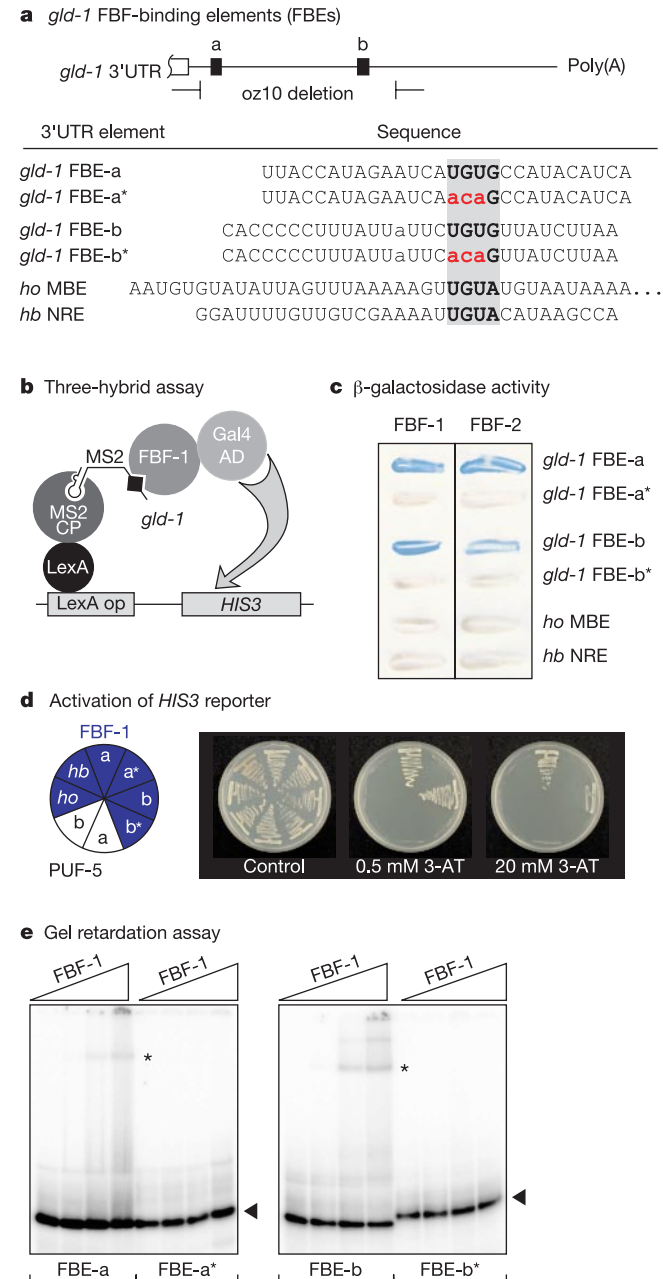 a gld-1 FBF-binding elements (FBEs)
a b
gld-1 3'UTR Poly(A)
oz10 deletion
3'UTR element Sequence
gld-1 FBE-a UUACCAUAGAAUCAUGUGCCAUACAUCA
gld-1 FBE-a* UUACCAUAGAAUCAacaGCCAUACAUCA
gld-1 FBE-b CACCCCCUUUAUUaUUCUGUGUUAUCUUAA
gld-1 FBE-b* CACCCCCUUUAUUaUUCacaGUUAUCUUAA
ho MBE AAUGUGUAUAUUAGUUUAAAAAGUUGUAUGUAAUAAAA...
hb NRE GGAUUUUGUUGUCGAAAAUUGUACAUAAGCCA
b Three-hybrid assay
Gal4
AD
MS2
FBF-1
gld-1
MS2
CP
LexA
LexA op
HIS3
c β-galactosidase activity
FBF-1 FBF-2
gld-1 FBE-a
gld-1 FBE-a*
gld-1 FBE-b
gld-1 FBE-b*
ho MBE
hb NRE
d Activation of HIS3 reporter
FBF-1
a
hb a*
ho b
b b*
a
PUF-5
Control 0.5 mM 3-AT 20 mM 3-AT
e Gel retardation assay
FBF-1 FBF-1 FBF-1 FBF-1
*
*
FBE-a FBE-a* FBE-b FBE-b*